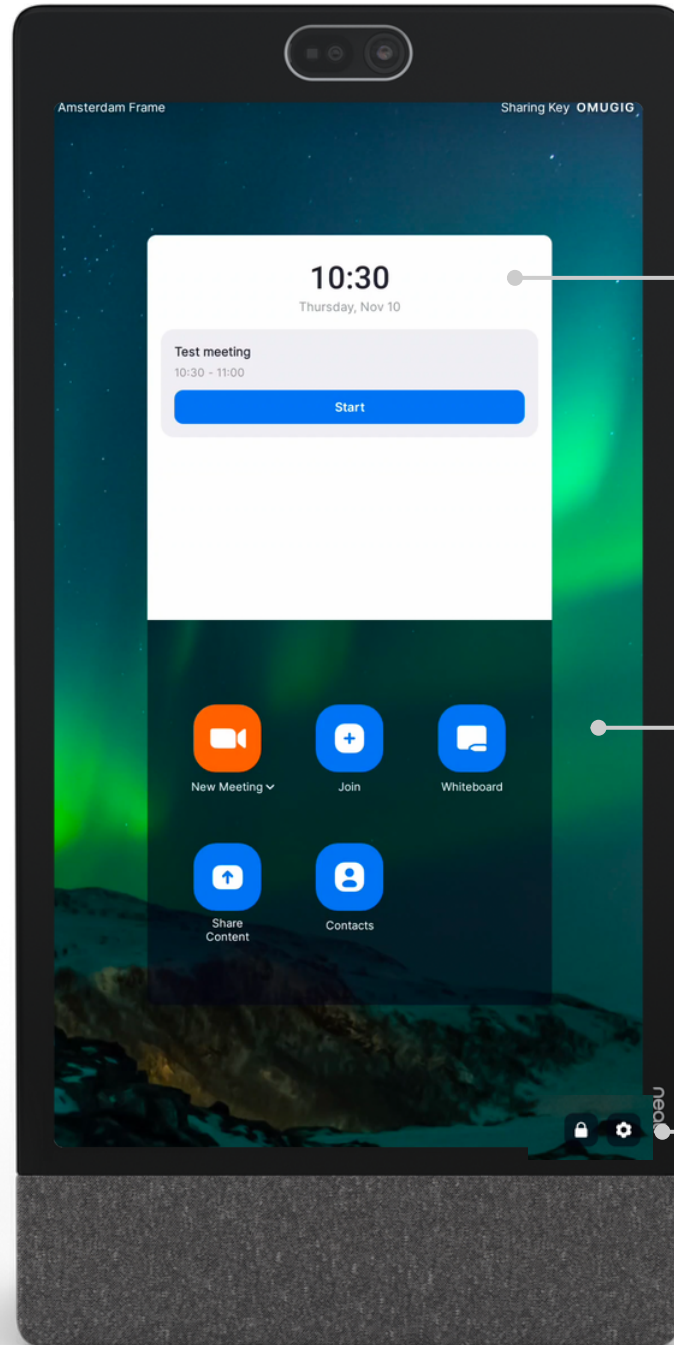 Amsterdam Frame
Sharing Key OMUGIG
10:30
Thursday, Nov 10
Test meeting
10:30 - 11:00
Start
New Meeting
Join
Whiteboard
Share
Content
Contacts